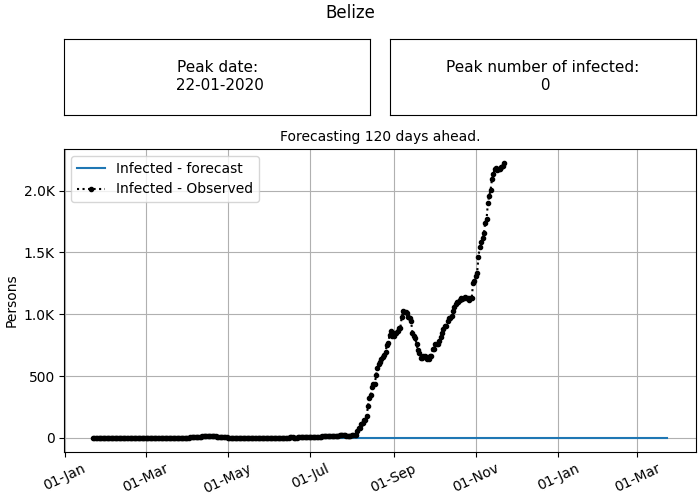 Belize
Peak date:
22-01-2020
Peak number of infected:
0
Forecasting 120 days ahead.
Infected - forecast
Infected - Observed
Persons
2.0K
1.5K
1.0K
500
0
01-Jan
01-Mar
01-May
01-Jul
01-Sep
01-Nov
01-Jan
01-Mar